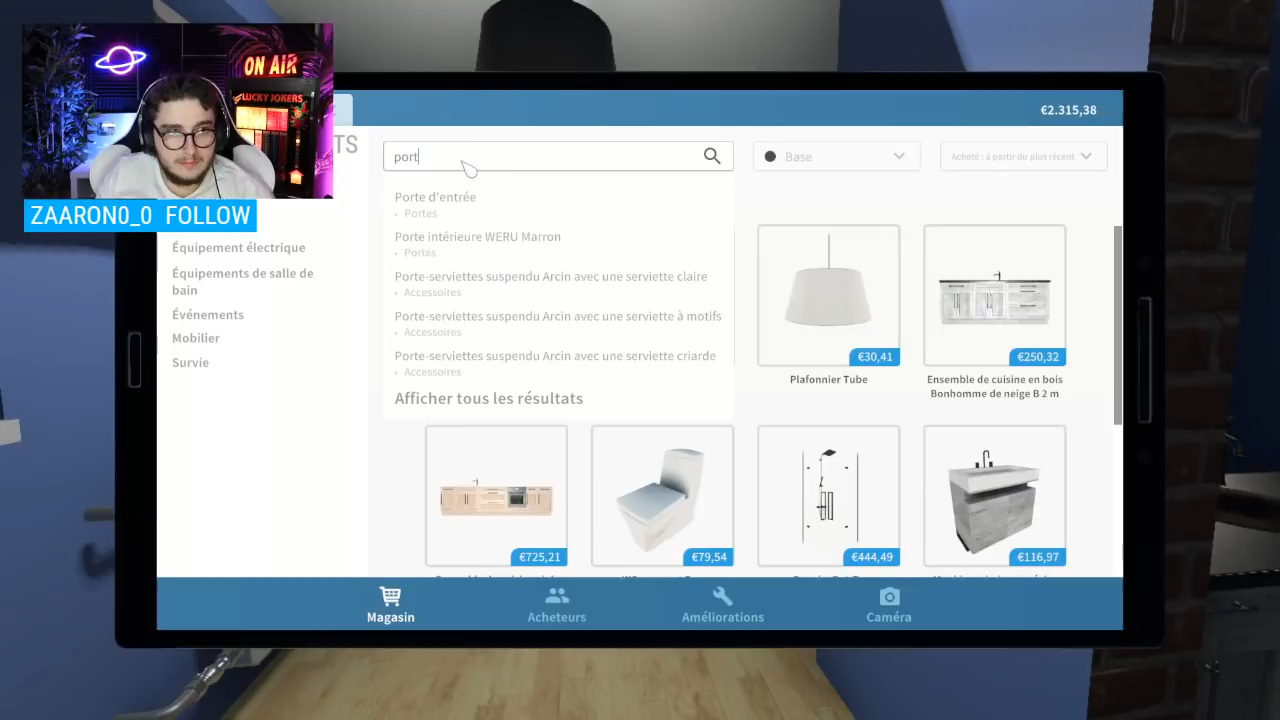 ON AIR
LUCKY JOKERS
ZAARON0_0 FOLLOW
TS
€2.315,38
port
Base
Acheté : à partir du plus récent
Porte d'entrée
• Portes
Porte intérieure WERU Marron
• Portes
Porte-serviettes suspendu Arcin avec une serviette claire
• Accessoires
Porte-serviettes suspendu Arcin avec une serviette à motifs
• Accessoires
Porte-serviettes suspendu Arcin avec une serviette criarde
• Accessoires
Afficher tous les résultats
Équipement électrique
Équipements de salle de
bain
Événements
Mobilier
Survie
€30,41
Plafonnier Tube
€250,32
Ensemble de cuisine en bois
Bonhomme de neige B 2 m
€725,21
€79,54
€444,49
€116,97
Magasin
Acheteurs
Améliorations
Caméra